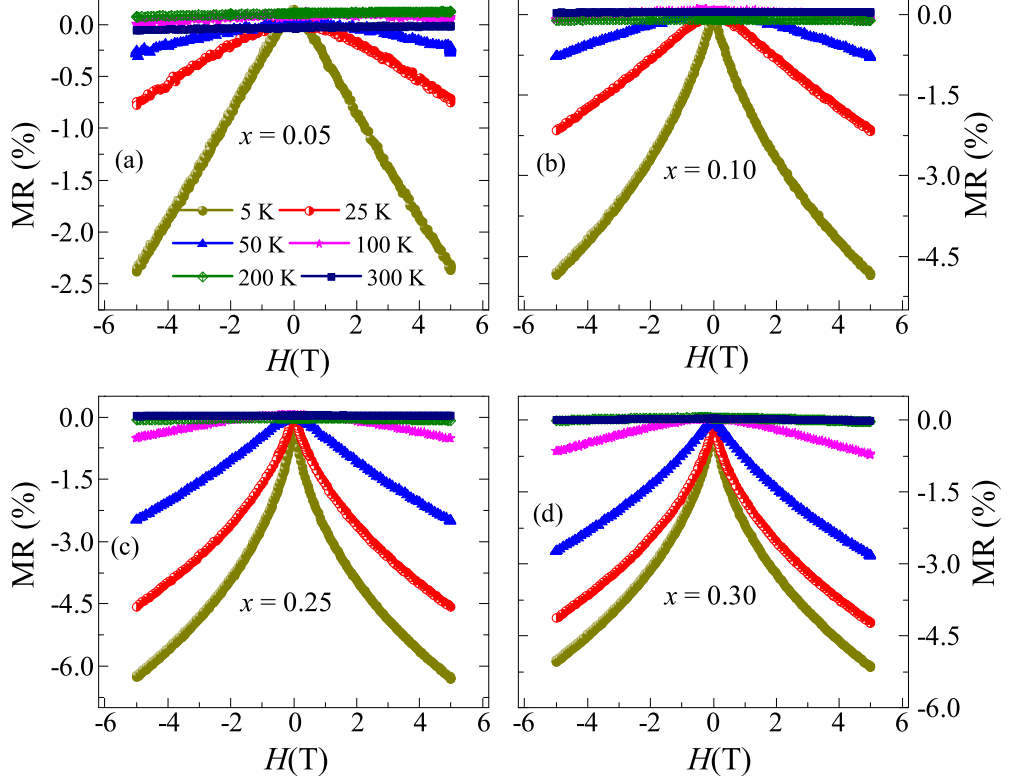 0.0
-0.5
-1.0
-1.5
-2.0
-2.5
MR (%)
(a)
x = 0.05
5 K 25 K
50 K 100 K
200 K 300 K
-6 -4 -2 0 2 4 6
H(T)
0.0
-1.5
-3.0
-4.5
MR (%)
(b)
x = 0.10
-6 -4 -2 0 2 4 6
H(T)
0.0
-1.5
-3.0
-4.5
-6.0
MR (%)
(c)
x = 0.25
-6 -4 -2 0 2 4 6
H(T)
0.0
-1.5
-3.0
-4.5
-6.0
MR (%)
(d)
x = 0.30
-6 -4 -2 0 2 4 6
H(T)